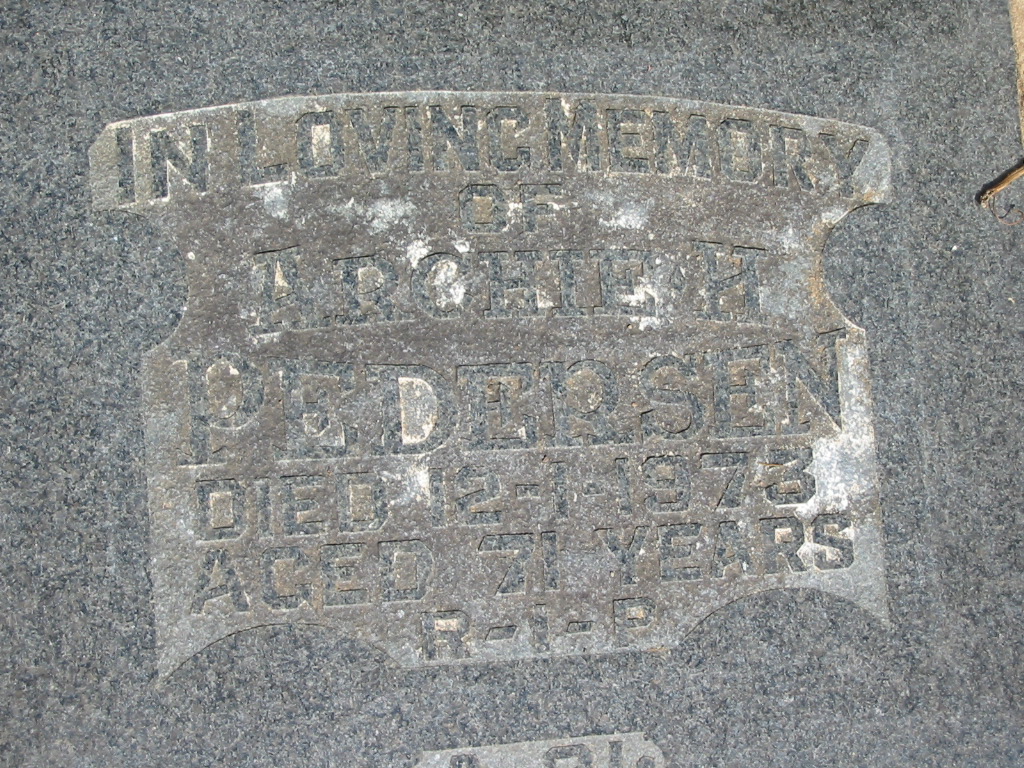 IN LOVING MEMORY
OF
ARCHIE H
PEDERSEN
DIED 12-1-1973
AGED 71 YEARS
R-I-P